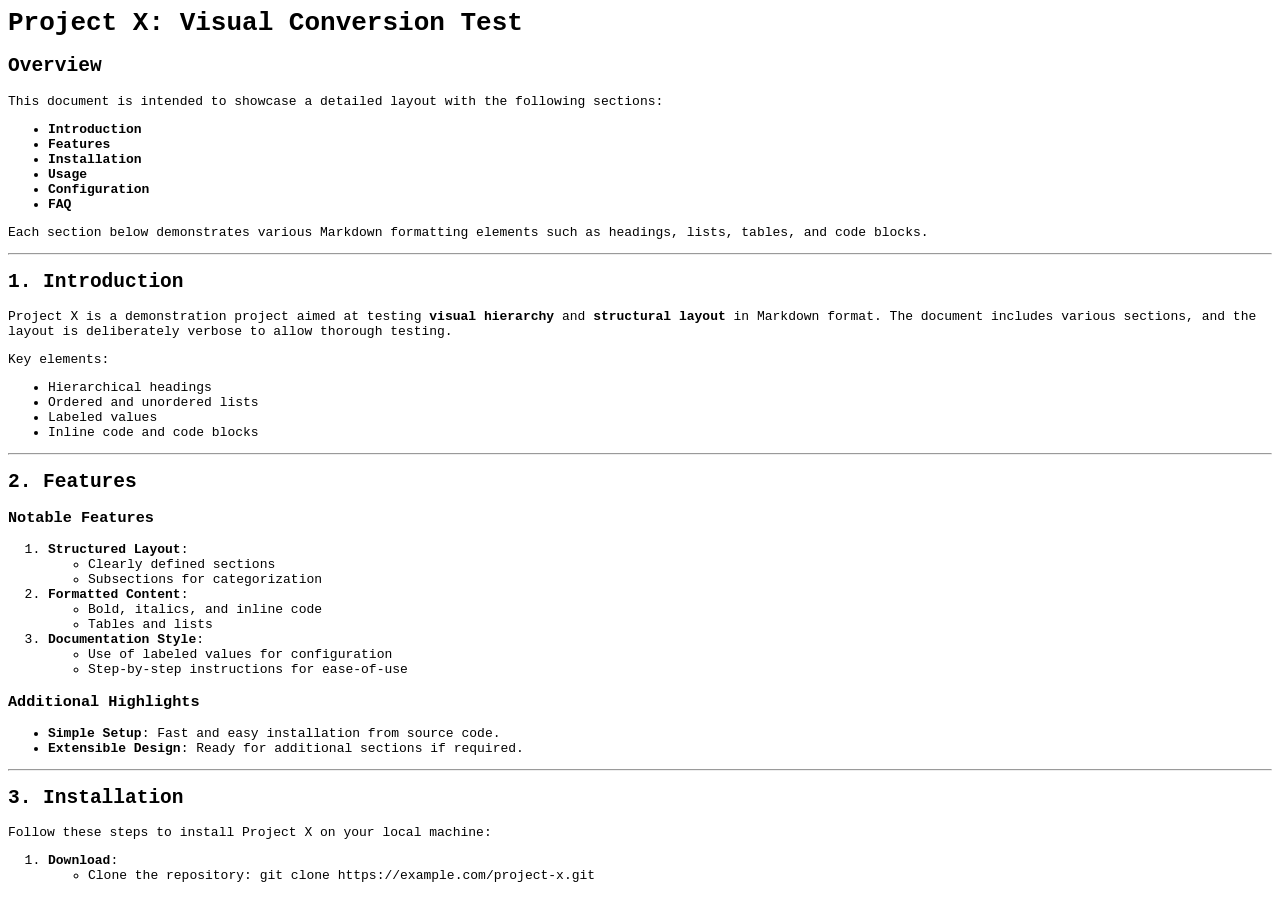 Project X: Visual Conversion Test
Overview
This document is intended to showcase a detailed layout with the following sections:
• Introduction
• Features
• Installation
• Usage
• Configuration
• FAQ
Each section below demonstrates various Markdown formatting elements such as headings, lists, tables, and code blocks.
1. Introduction
Project X is a demonstration project aimed at testing visual hierarchy and structural layout in Markdown format. The document includes various sections, and the
layout is deliberately verbose to allow thorough testing.
Key elements:
• Hierarchical headings
• Ordered and unordered lists
• Labeled values
• Inline code and code blocks
2. Features
Notable Features
1. Structured Layout:
◦ Clearly defined sections
◦ Subsections for categorization
2. Formatted Content:
◦ Bold, italics, and inline code
◦ Tables and lists
3. Documentation Style:
◦ Use of labeled values for configuration
◦ Step-by-step instructions for ease-of-use
Additional Highlights
• Simple Setup: Fast and easy installation from source code.
• Extensible Design: Ready for additional sections if required.
3. Installation
Follow these steps to install Project X on your local machine:
1. Download:
◦ Clone the repository: git clone https://example.com/project-x.git